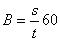 B = s/t 60